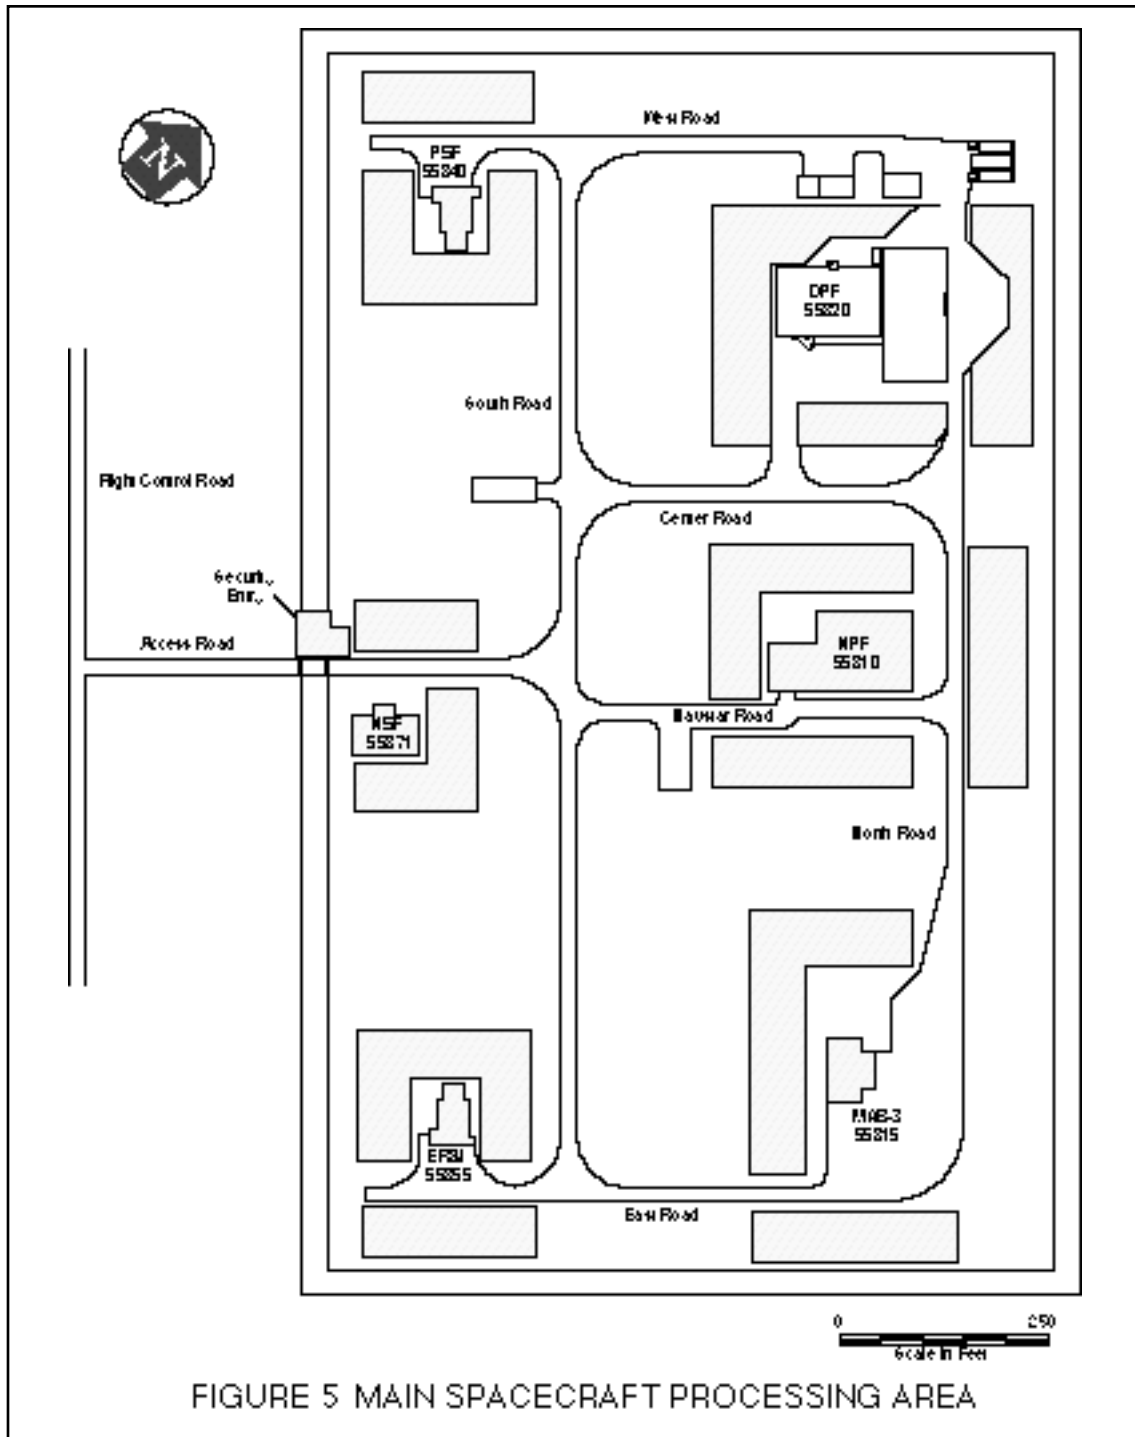 West Road
N
PSF
55840
DPF
55820
South Road
Flight Control Road
Center Road
Security
Entry
Access Road
NPF
55810
Road
NSF
55871
North Road
MAB-3
55815
55855
East Road
0 250
Scale In Feet
FIGURE 5 MAIN SPACECRAFT PROCESSING AREA